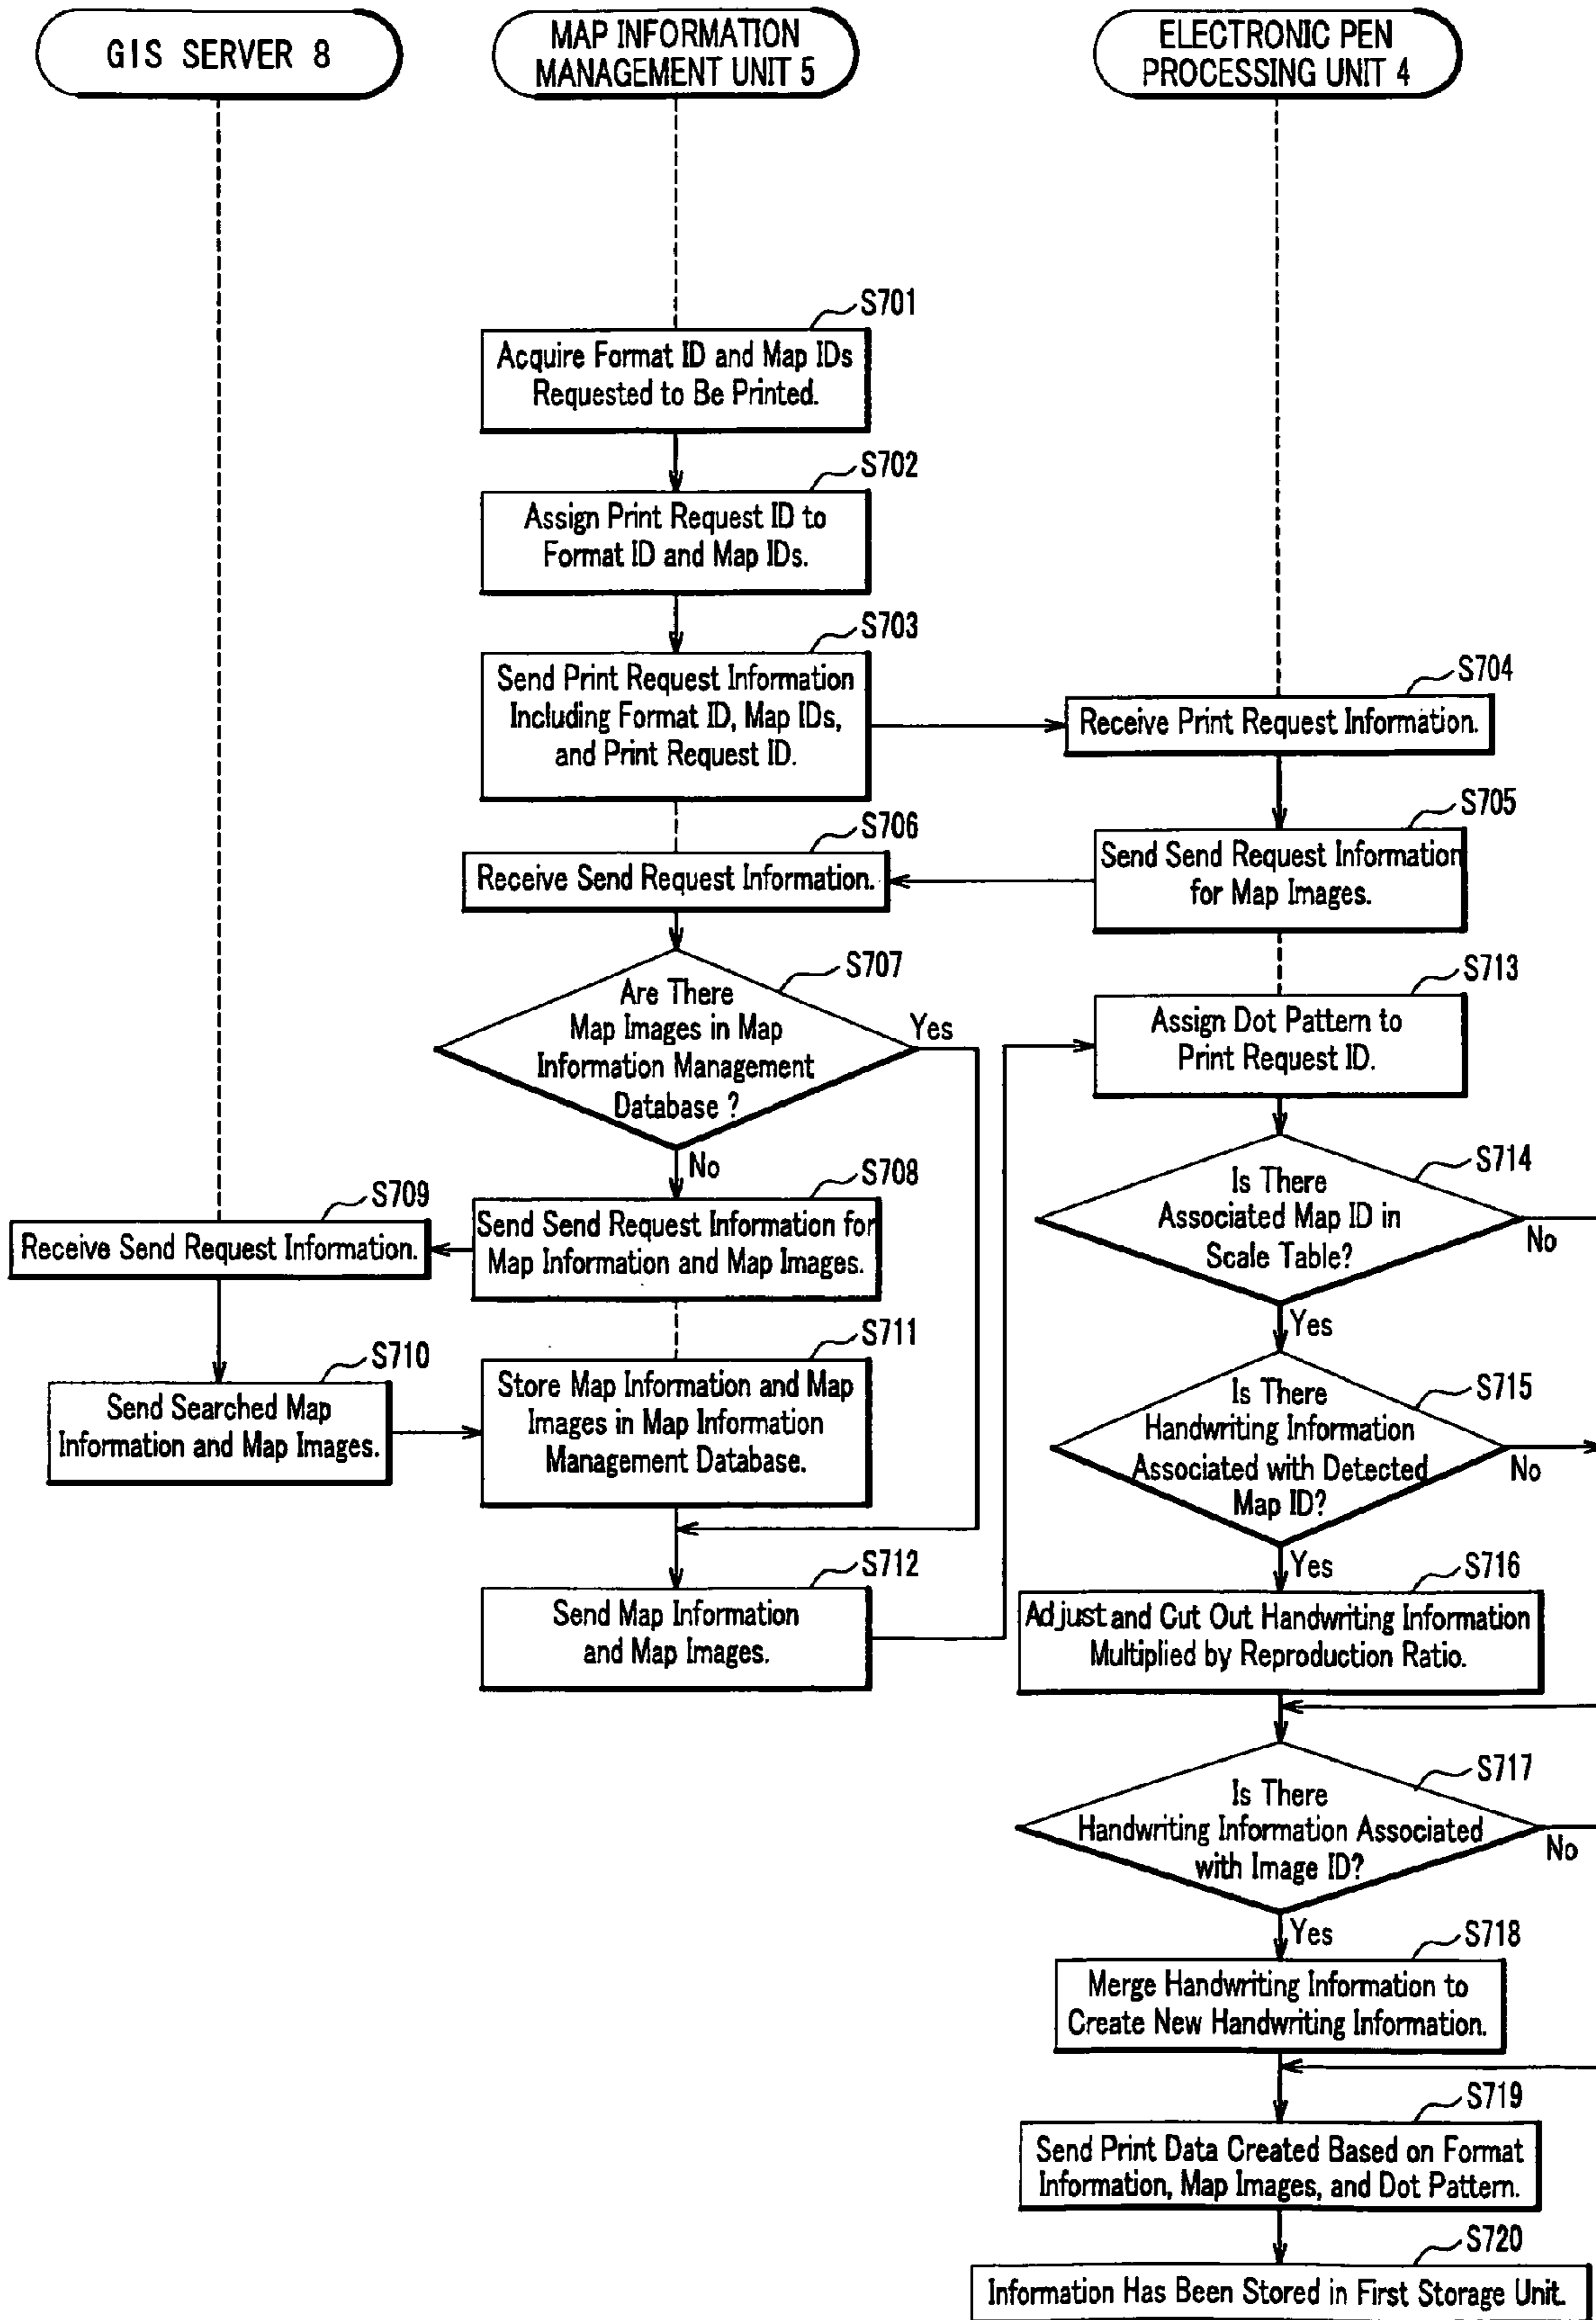 GIS SERVER 8
MAP INFORMATION
MANAGEMENT UNIT 5
ELECTRONIC PEN
PROCESSING UNIT 4
S701
Acquire Format ID and Map IDs
Requested to Be Printed.
S702
Assign Print Request ID to
Format ID and Map IDs.
S703
Send Print Request Information
Including Format ID, Map IDs,
and Print Request ID.
S704
Receive Print Request Information.
S705
Send Send Request Information
for Map Images.
S706
Receive Send Request Information.
S707
Are There
Map Images in Map
Information Management
Database ?
Yes
No
S708
Send Send Request Information for
Map Information and Map Images.
S709
Receive Send Request Information.
S710
Send Searched Map
Information and Map Images.
S711
Store Map Information and Map
Images in Map Information
Management Database.
S712
Send Map Information
and Map Images.
S713
Assign Dot Pattern to
Print Request ID.
S714
Is There
Associated Map ID in
Scale Table?
No
Yes
S715
Is There
Handwriting Information
Associated with Detected
Map ID?
No
Yes
S716
Adjust and Cut Out Handwriting Information
Multiplied by Reproduction Ratio.
S717
Is There
Handwriting Information Associated
with Image ID?
No
Yes
S718
Merge Handwriting Information to
Create New Handwriting Information.
S719
Send Print Data Created Based on Format
Information, Map Images, and Dot Pattern.
S720
Information Has Been Stored in First Storage Unit.